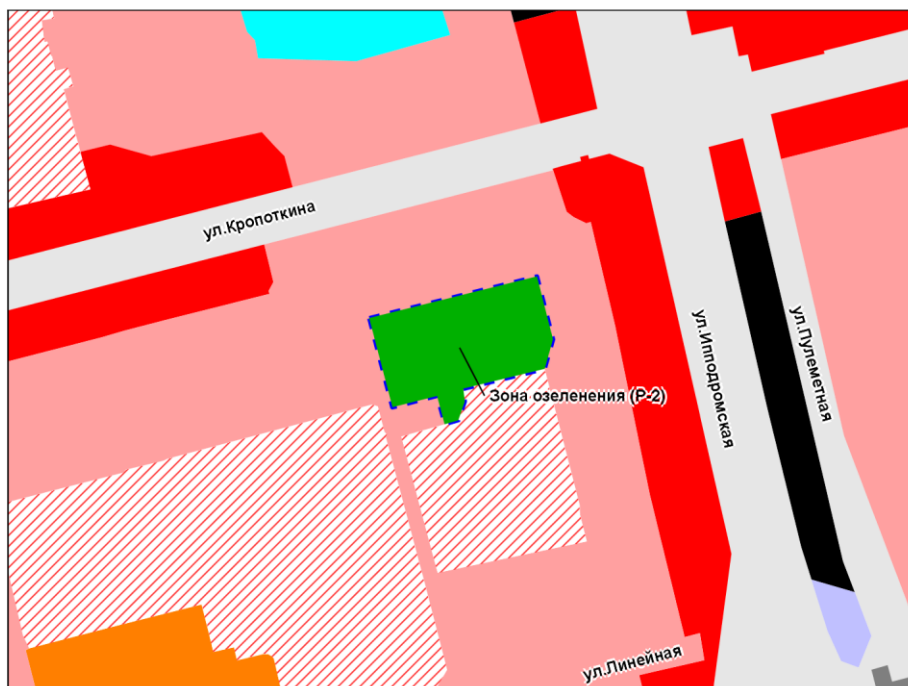 ул.Кропоткина
ул.Ипподромская
ул.Пулеметная
Зона озеленения (Р-2)
ул.Линейная